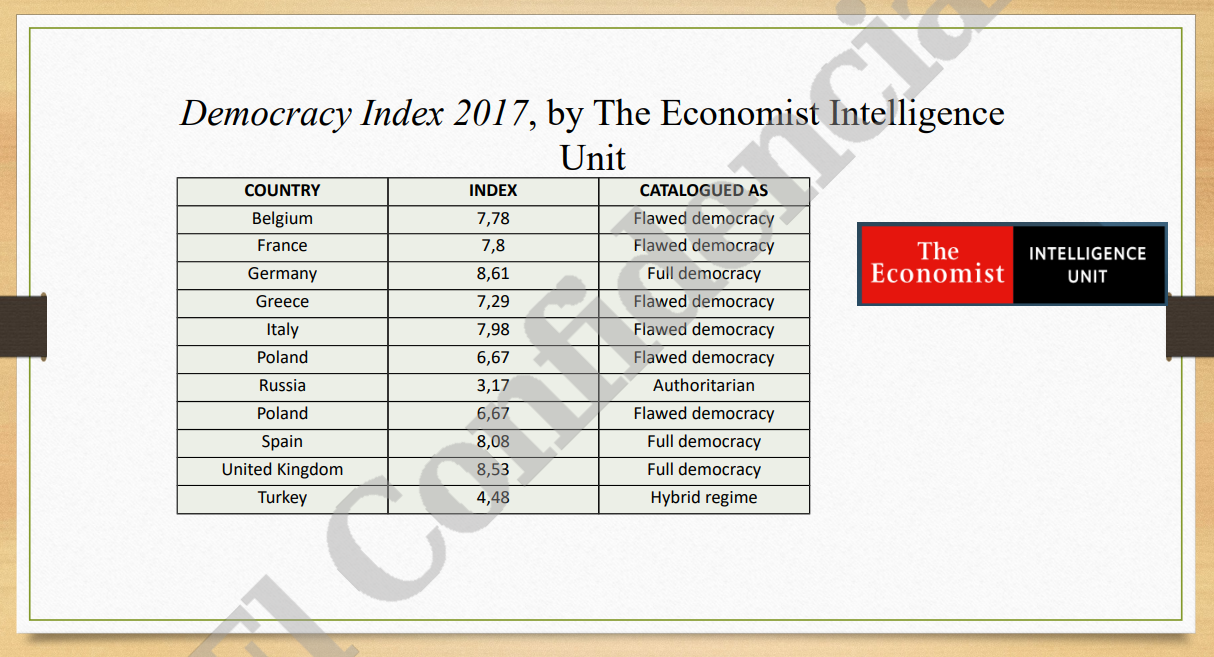 Democracy Index 2017, by The Economist Intelligence
Unit
COUNTRY INDEX CATALOGUED AS
Belgium 7,78 Flawed democracy
France 7,8 Flawed democracy
Germany 8,61 Full democracy
Greece 7,29 Flawed democracy
Italy 7,98 Flawed democracy
Poland 6,67 Flawed democracy
Russia 3,17 Authoritarian
Poland 6,67 Flawed democracy
Spain 8,08 Full democracy
United Kingdom 8,53 Full democracy
Turkey 4,48 Hybrid regime
The
Economist
INTELLIGENCE
UNIT
El Confidencial